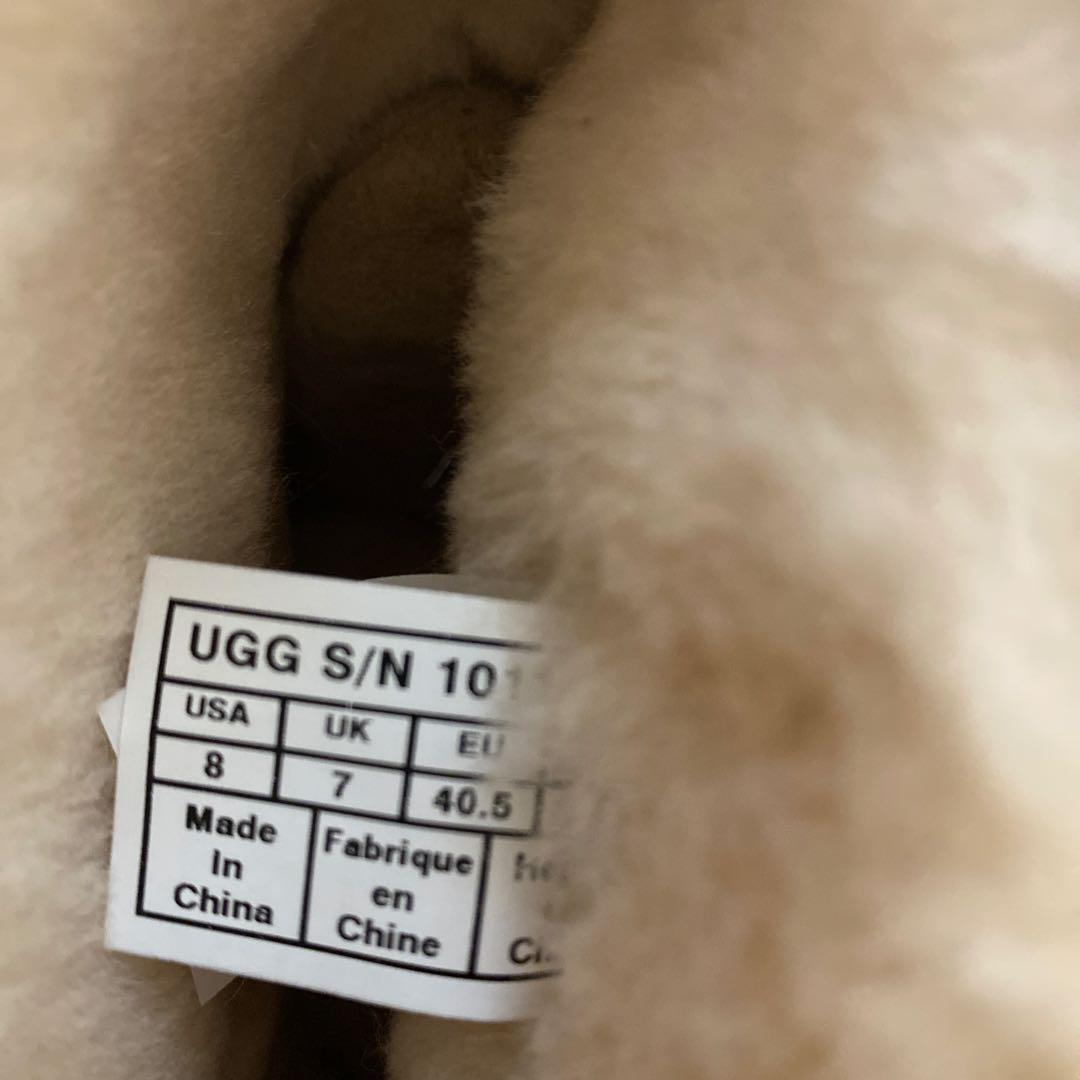 UGG S/N 101
USA UK EU
8 7 40.5
Made
In
China
Fabrique
en
Chine